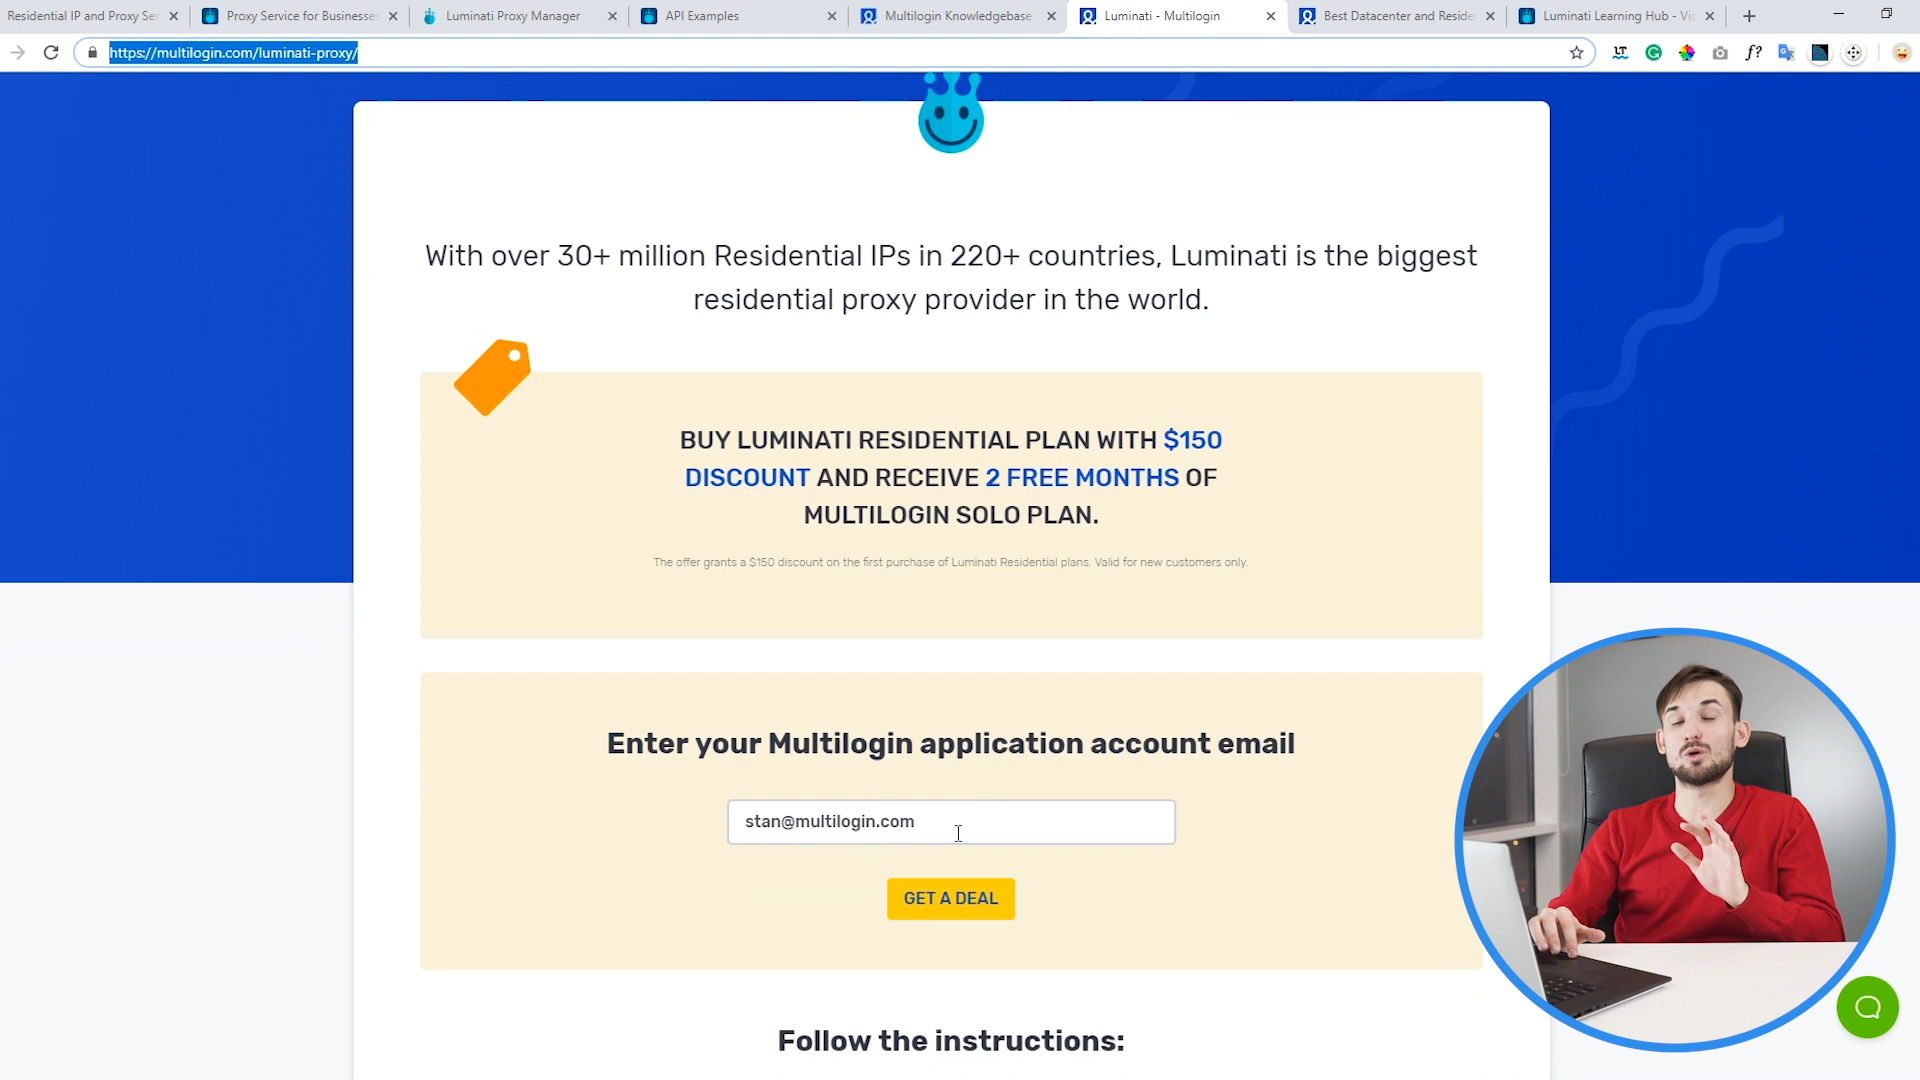 Residential IP and Proxy Ser
Proxy Service for Businesses
Luminati Proxy Manager
API Examples
Multilogin Knowledgebase
Luminati - Multilogin
Best Datacenter and Reside
Luminati Learning Hub - Vi
https://multilogin.com/luminati-proxy/
LT
f?
With over 30+ million Residential IPs in 220+ countries, Luminati is the biggest
residential proxy provider in the world.
BUY LUMINATI RESIDENTIAL PLAN WITH $150
DISCOUNT AND RECEIVE 2 FREE MONTHS OF
MULTILOGIN SOLO PLAN.
The offer grants a $150 discount on the first purchase of Luminati Residential plans. Valid for new customers only.
Enter your Multilogin application account email
stan@multilogin.com
GET A DEAL
Follow the instructions: